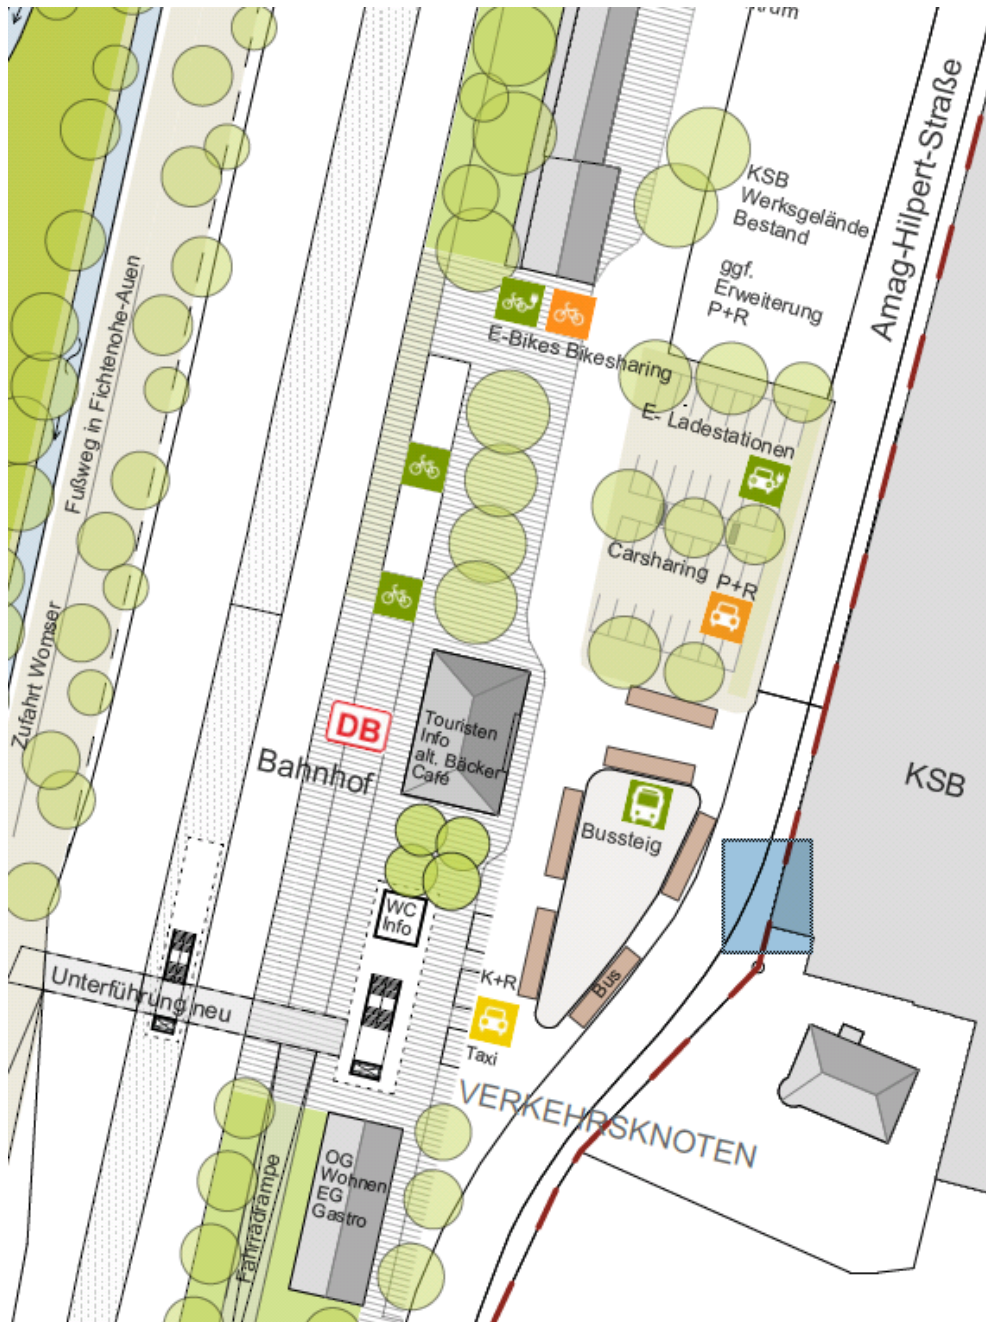 KSB
Werksgelände
Bestand
ggf.
Erweiterung
P+R
Amag-Hilpert-Straße
Fußweg in Fichtenohe-Auen
E-Bikes Bikesharing
E- Ladestationen
Carsharing P+R
Zufahrt Womser
DB
Bahnhof
Touristen
Info
alt. Bäcker
Café
KSB
Bussteig
WC
Info
Bus
K+R
Taxi
Unterführung neu
VERKEHRSKNOTEN
OG
Wohnen
EG
Gastro
Fahrradrampe